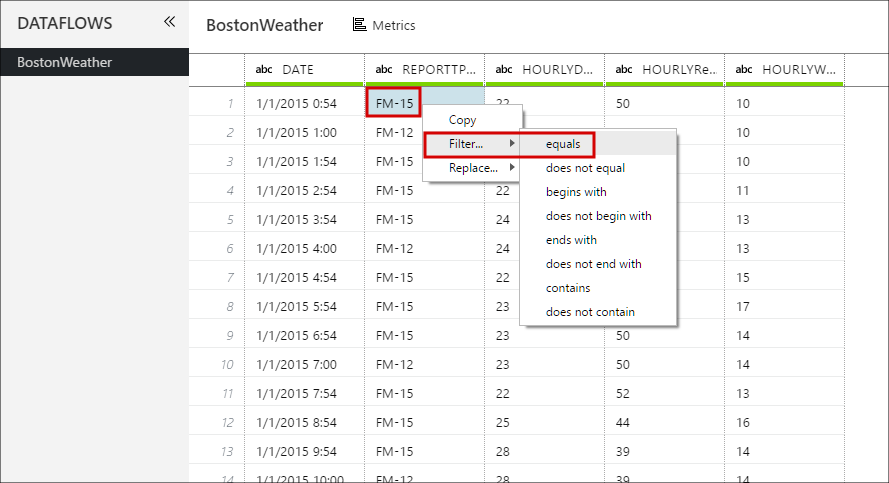 DATAFLOWS «
BostonWeather
BostonWeather Metrics
abc DATE abc REPORTTP... abc HOURLYD... abc HOURLYRe... abc HOURLYW...
1 1/1/2015 0:54 FM-15 22 50 10
2 1/1/2015 1:00 FM-12 10
3 1/1/2015 1:54 FM-15 10
4 1/1/2015 2:54 FM-15 22 11
5 1/1/2015 3:54 FM-15 24 13
6 1/1/2015 4:00 FM-12 24 13
7 1/1/2015 4:54 FM-15 22 15
8 1/1/2015 5:54 FM-15 23 17
9 1/1/2015 6:54 FM-15 23 50 14
10 1/1/2015 7:00 FM-12 23 50 14
11 1/1/2015 7:54 FM-15 22 52 13
12 1/1/2015 8:54 FM-15 25 44 16
13 1/1/2015 9:54 FM-15 28 39 14
14 1/1/2015 10:00 FM-12 28 39 14
Copy
Filter...
Replace...
equals
does not equal
begins with
does not begin with
ends with
does not end with
contains
does not contain